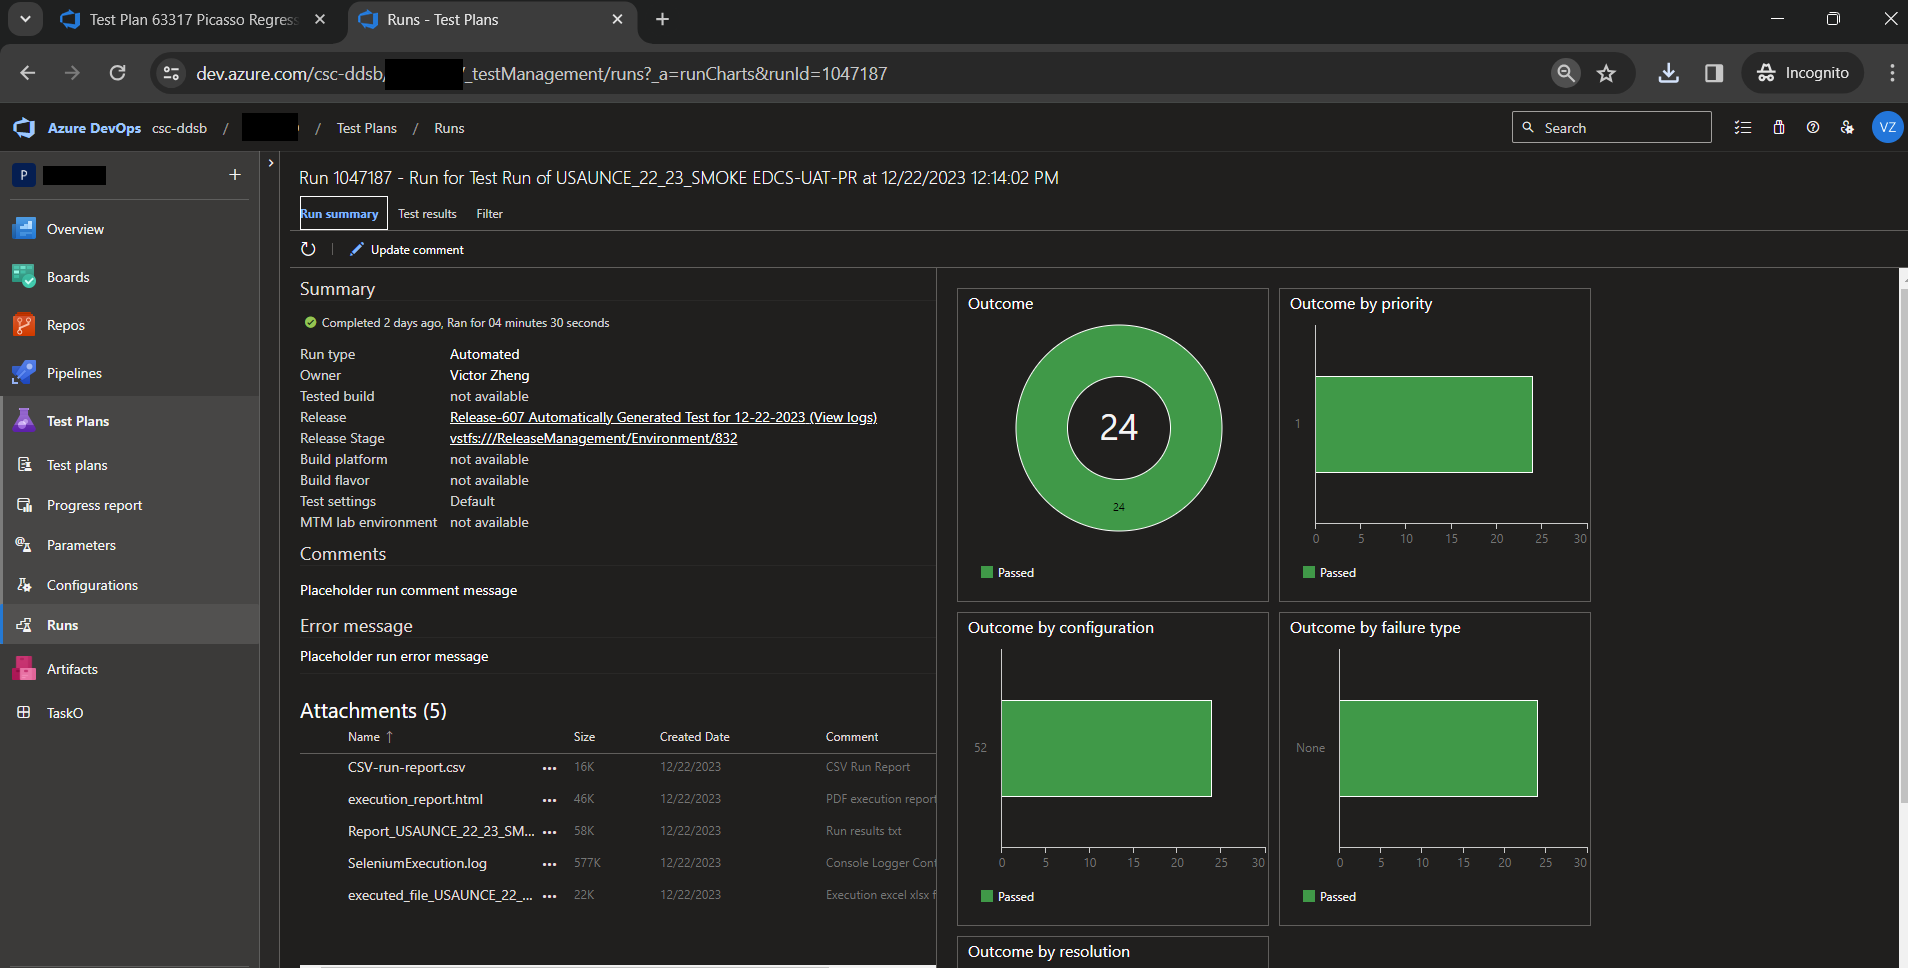 Test Plan 63317 Picasso Regres
Runs - Test Plans
dev.azure.com/csc-ddsb/ /_testManagement/runs?_a=runCharts&runId=1047187
Incognito
Azure DevOps csc-ddsb / / Test Plans / Runs
Search
VZ
P
Overview
Boards
Repos
Pipelines
Test Plans
Test plans
Progress report
Parameters
Configurations
Runs
Artifacts
TaskO
Run 1047187 - Run for Test Run of USAUNCE_22_23_SMOKE EDCS-UAT-PR at 12/22/2023 12:14:02 PM
Run summary Test results Filter
Update comment
Summary
Completed 2 days ago, Ran for 04 minutes 30 seconds
Run type Automated
Owner Victor Zheng
Tested build not available
Release Release-607 Automatically Generated Test for 12-22-2023 (View logs)
Release Stage vstfs:///ReleaseManagement/Environment/832
Build platform not available
Build flavor not available
Test settings Default
MTM lab environment not available
Comments
Placeholder run comment message
Error message
Placeholder run error message
Attachments (5)
Name ↑ Size Created Date Comment
CSV-run-report.csv ... 16K 12/22/2023 CSV Run Report
execution_report.html ... 46K 12/22/2023 PDF execution report
Report_USAUNCE_22_23_SM... ... 58K 12/22/2023 Run results txt
SeleniumExecution.log ... 577K 12/22/2023 Console Logger Cont
executed_file_USAUNCE_22_... ... 22K 12/22/2023 Execution excel xlsx f
Outcome
24
24
Passed
Outcome by priority
1
0 5 10 15 20 25 30
Passed
Outcome by configuration
52
0 5 10 15 20 25 30
Passed
Outcome by failure type
None
0 5 10 15 20 25 30
Passed
Outcome by resolution